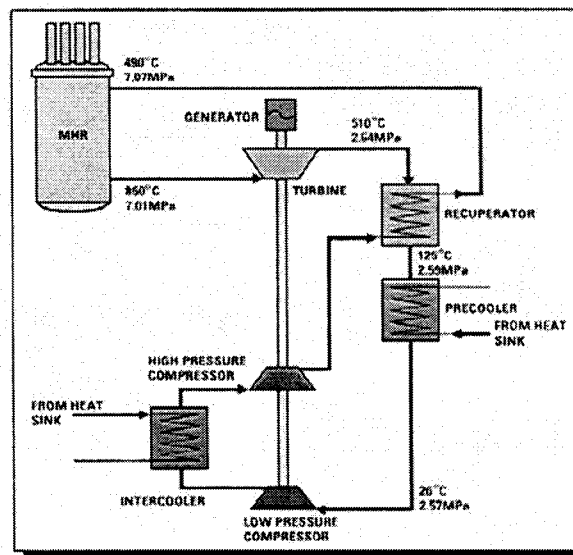 490°C
7.07MPa
MHR
GENERATOR
510°C
2.64MPa
850°C
7.01MPa
TURBINE
RECUPERATOR
125°C
2.59MPa
PRECOOLER
FROM HEAT
SINK
HIGH PRESSURE
COMPRESSOR
FROM HEAT
SINK
INTERCOOLER
26°C
2.57MPa
LOW PRESSURE
COMPRESSOR